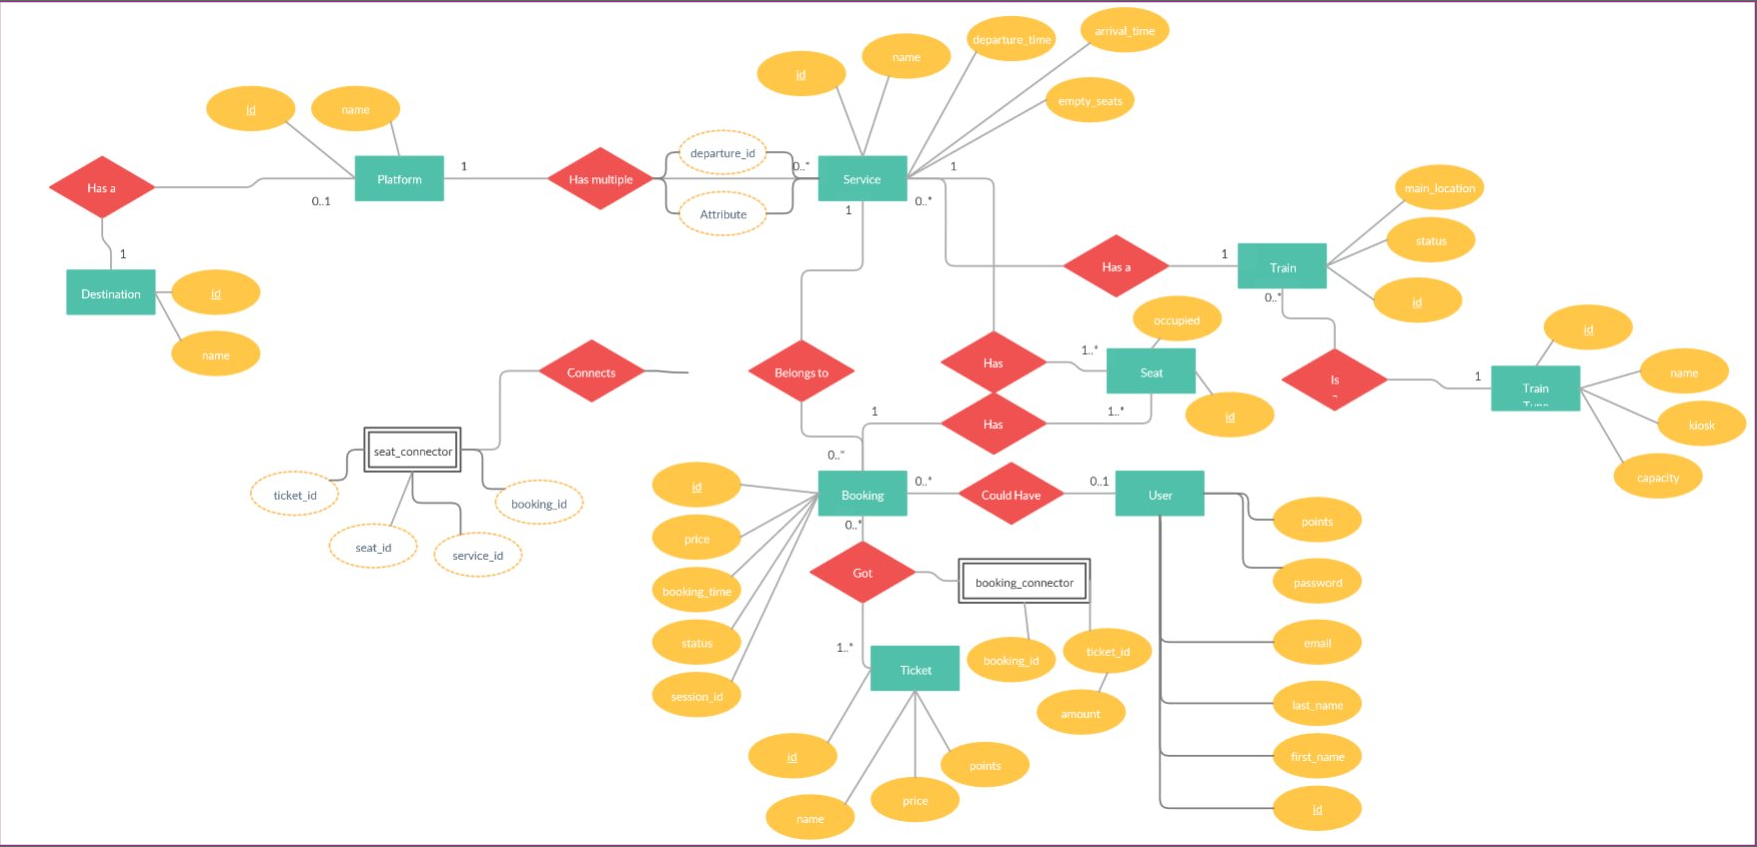 arrival_time
departure_time
name
id
empty_seats
id
name
departure_id
0..*
1
Has a
Platform
1
Has multiple
Service
1
0..1
0..*
Attribute
1
main_location
status
1
Has a
1
Train
Destination
id
0..*
id
name
occupied
id
Connects
Belongs to
Has
1..*
Seat
Is
1
Train
name
1
Has
1..*
id
kiosk
seat_connector
0..*
capacity
ticket_id
booking_id
id
Booking
0..*
Could Have
0..1
User
points
0..*
price
seat_id
service_id
Got
booking_connector
password
booking_time
status
1..*
Ticket
booking_id
ticket_id
email
session_id
amount
last_name
id
points
first_name
name
price
id